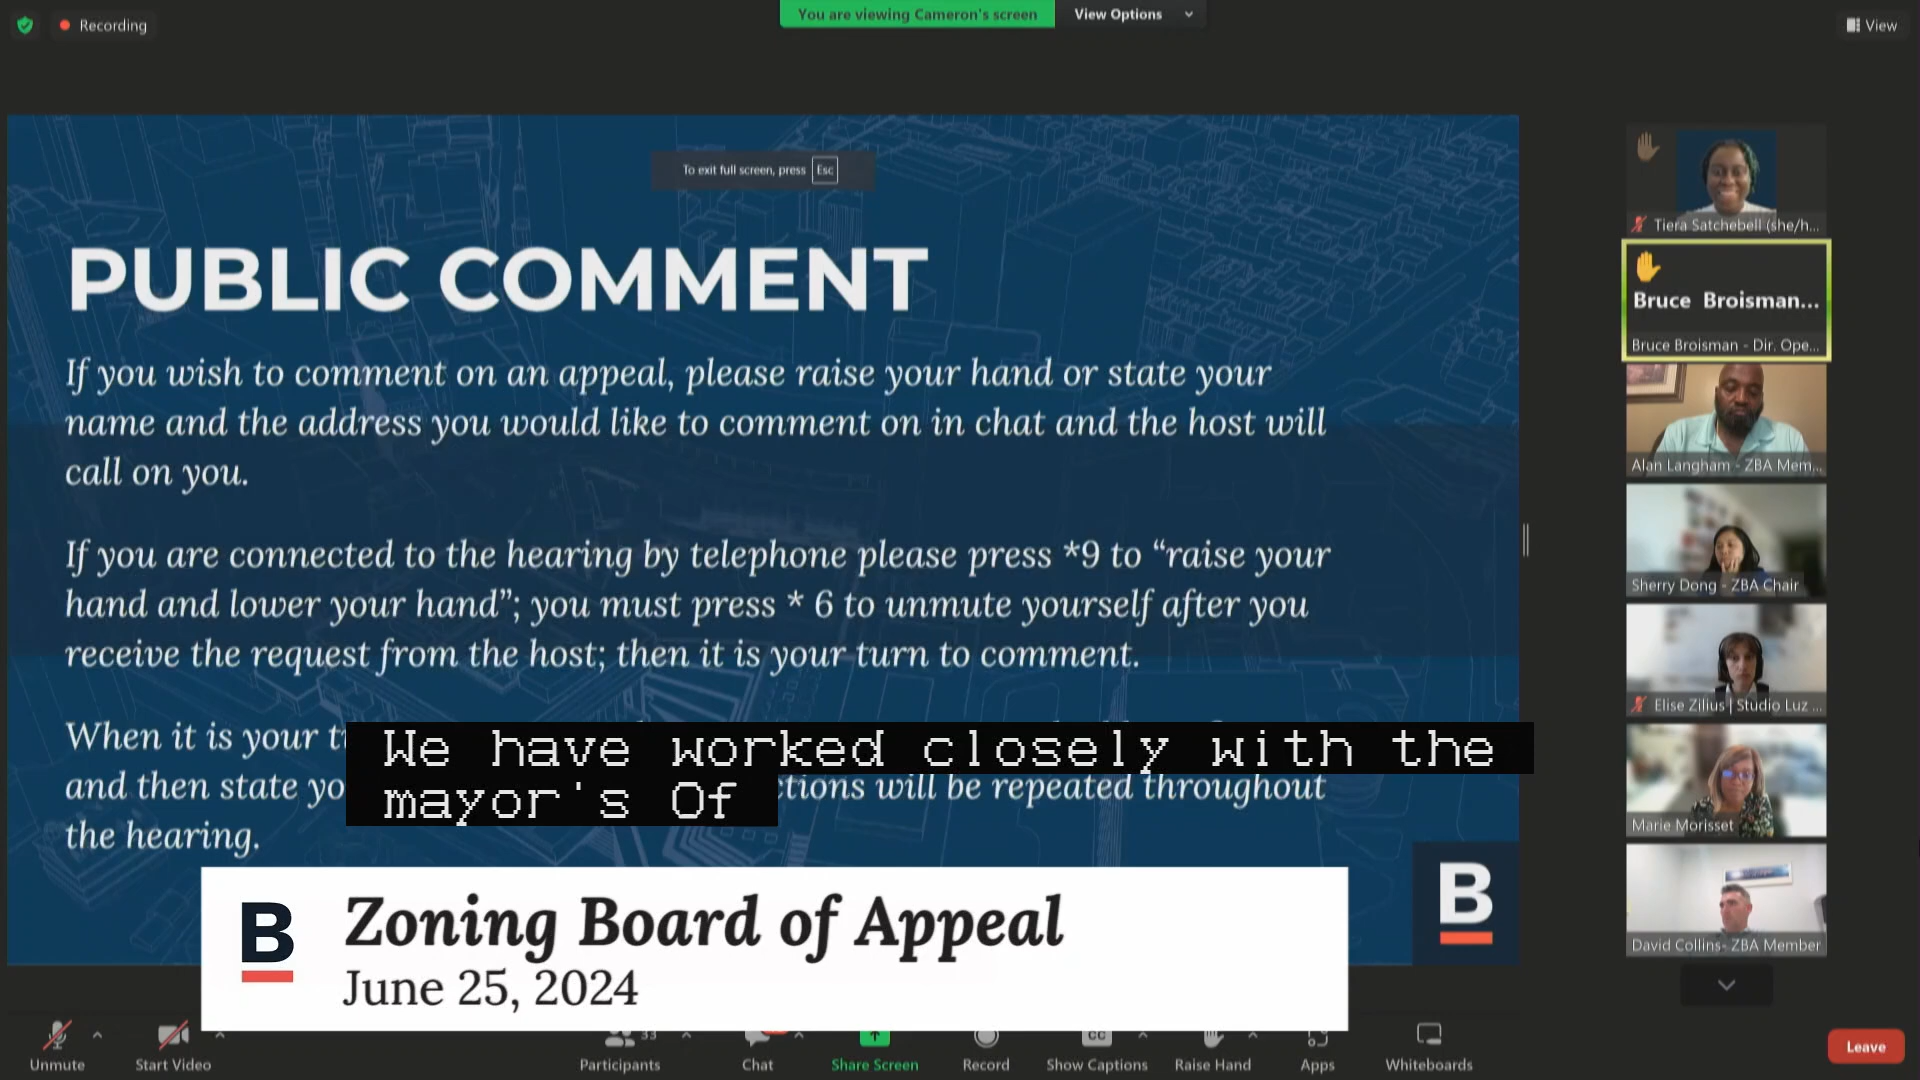 Recording
You are viewing Cameron's screen
View Options
View
To exit full screen, press Esc
PUBLIC COMMENT
If you wish to comment on an appeal, please raise your hand or state your
name and the address you would like to comment on in chat and the host will
call on you.
If you are connected to the hearing by telephone please press *9 to “raise your
hand and lower your hand”; you must press * 6 to unmute yourself after you
receive the request from the host; then it is your turn to comment.
When it is your
and then state ctions will be repeated throughout
the hearing.
We have worked closely with the
mayor's Of
B
Zoning Board of Appeal
June 25, 2024
B
Tiera Satchebell (she/h...
Bruce Broisman...
Bruce Broisman - Dir. Ope...
Alan Langham - ZBA Mem...
Sherry Dong - ZBA Chair
Elise Zilius | Studio Luz ...
Marie Morisset
David Collins- ZBA Member
Unmute
Start Video
33
Participants
Chat
Share Screen
Record
CC
Show Captions
Raise Hand
Apps
Whiteboards
Leave